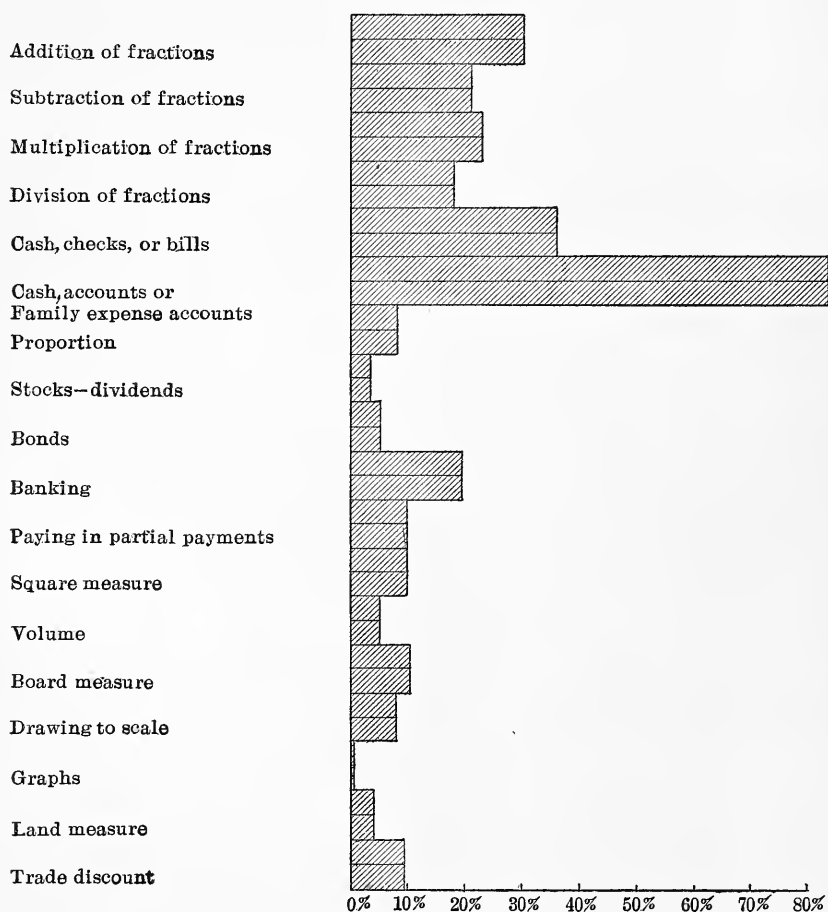 Addition of fractions
Subtraction of fractions
Multiplication of fractions
Division of fractions
Cash, checks, or bills
Cash, accounts or
Family expense accounts
Proportion
Stocks—dividends
Bonds
Banking
Paying in partial payments
Square measure
Volume
Board measure
Drawing to scale
Graphs
Land measure
Trade discount
0% 10% 20% 30% 40% 50% 60% 70% 80%